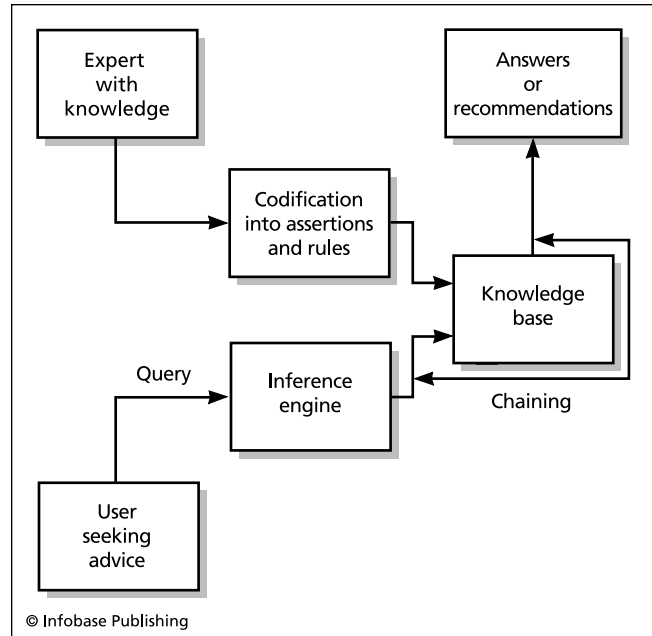 Expert
with
knowledge
Answers
or
recommendations
Codification
into assertions
and rules
Knowledge
base
Query
Inference
engine
Chaining
User
seeking
advice
© Infobase Publishing